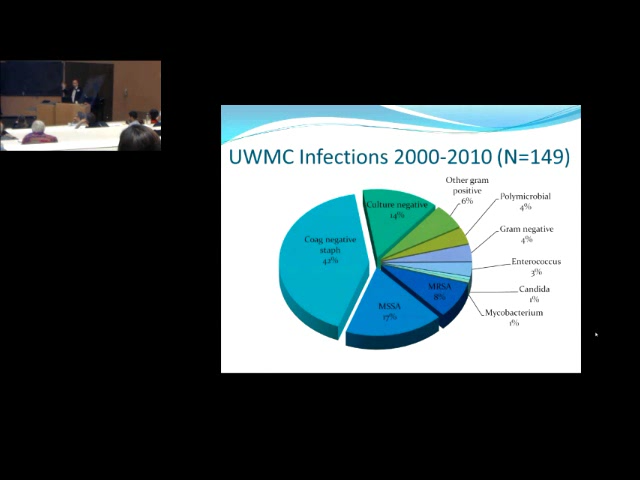 UWMC Infections 2000-2010 (N=149)
Culture negative
14%
Other gram
positive
6%
Polymicrobial
4%
Gram negative
4%
Enterococcus
3%
Candida
1%
Mycobacterium
1%
MRSA
8%
MSSA
17%
Coag negative
staph
42%